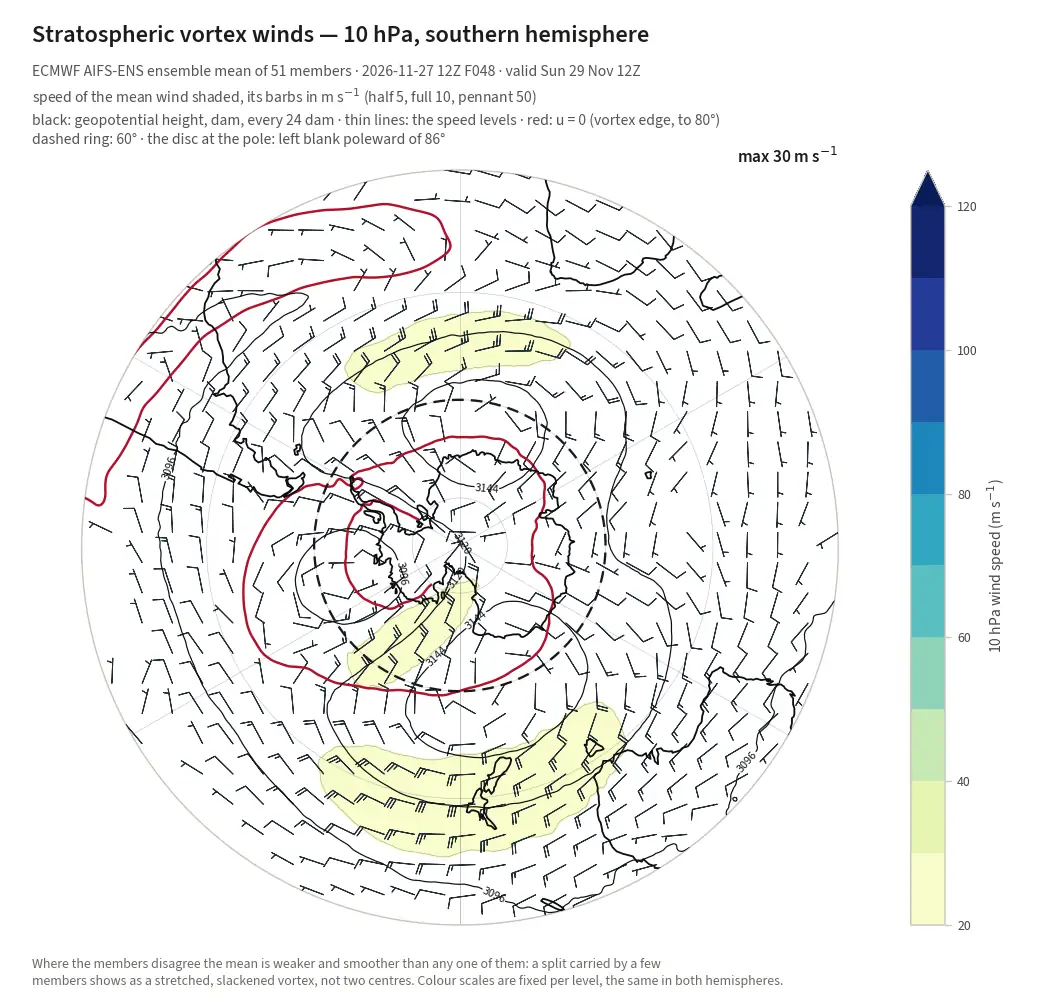 Stratospheric vortex winds — 10 hPa, southern hemisphere
ECMWF AIFS-ENS ensemble mean of 51 members · 2026-11-27 12Z F048 · valid Sun 29 Nov 12Z
speed of the mean wind shaded, its barbs in m s⁻¹ (half 5, full 10, pennant 50)
black: geopotential height, dam, every 24 dam · thin lines: the speed levels · red: u = 0 (vortex edge, to 80°)
dashed ring: 60° · the disc at the pole: left blank poleward of 86°
max 30 m s⁻¹
120
100
80
60
40
20
10 hPa wind speed (m s⁻¹)
3096
3144
3120
3096
3120
3144
3144
3096
3096
Where the members disagree the mean is weaker and smoother than any one of them: a split carried by a few
members shows as a stretched, slackened vortex, not two centres. Colour scales are fixed per level, the same in both hemispheres.